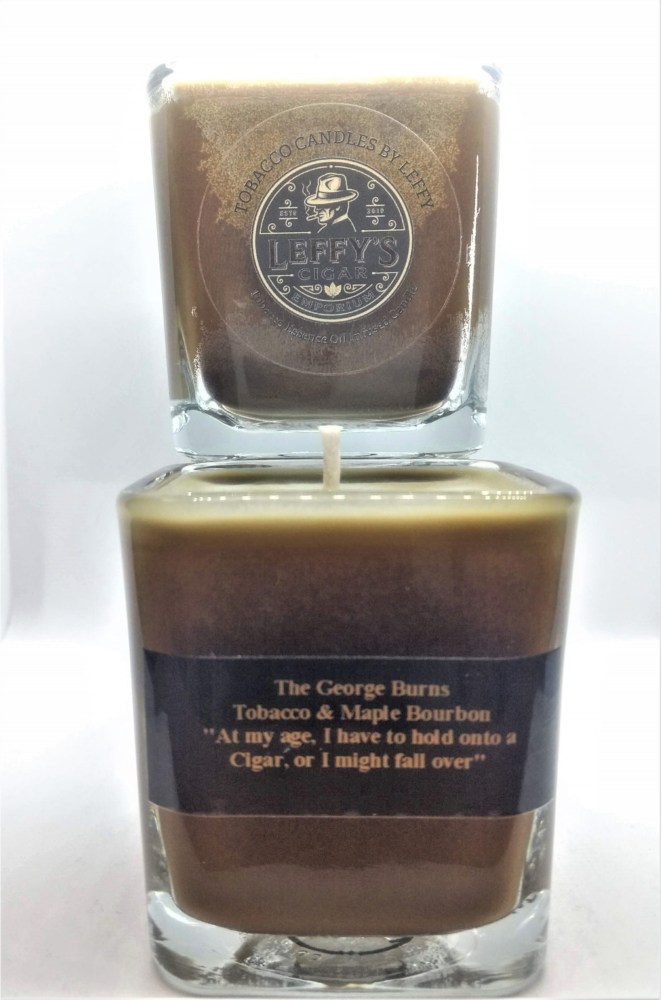 TOBACCO CANDLES BY LEFFY
ESTD 2019
LEFFY'S
CIGAR
EMPORIUM
The George Burns
Tobacco & Maple Bourbon
"At my age, I have to hold onto a
Cigar, or I might fall over"